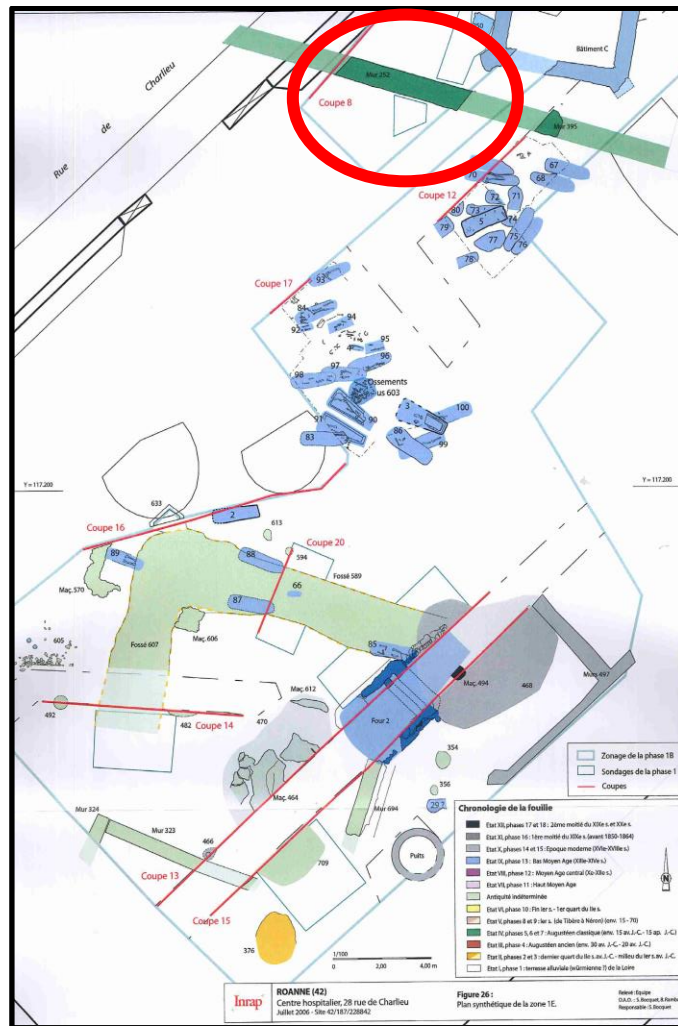 Rue de Charlieu
Mur 252
Bâtiment C
Coupe 8
Mur 395
Coupe 12
70
67
68
72
71
80
73
74
5
79
75
77
76
78
Coupe 17
93
84
94
92
95
96
97
98
Ossements
us 603
3
100
91
90
86
83
99
Y = 117.200
Y = 117.200
633
2
613
Coupe 16
Coupe 20
594
89
88
Fossé 589
Maç. 570
66
87
605
Fossé 607
Maç. 606
85
Maç. 494
468
Mur 497
Maç. 612
492
482
Coupe 14
470
Four 2
354
356
Maç. 464
Mur 324
Mur 323
466
Mur 694
Puits
709
Coupe 13
Coupe 15
376
Zonage de la phase 1B
Sondages de la phase 1
Coupes
Chronologie de la fouille
Etat XII, phases 17 et 18 : 2ème moitié du XIXe s. et XXe s.
Etat XI, phase 16 : 1ère moitié du XIXe s. (avant 1850-1864)
Etat X, phases 14 et 15 : Epoque moderne (XVIe-XVIIIe s.)
Etat IX, phase 13 : Bas Moyen Age (XIIIe-XIVe s.)
Etat VIII, phase 12 : Moyen Age central (Xe-XIIe s.)
Etat VII, phase 11 : Haut Moyen Age
Antiquité indéterminée
Etat VI, phase 10 : Fin Ier s. - 1er quart du IIe s.
Etat V, phases 8 et 9 : Ier s. (de Tibère à Néron) (env. 15 - 70)
Etat IV, phases 5, 6 et 7 : Augustéen classique (env. 15 av. J.-C. - 15 ap. J.-C.)
Etat III, phase 4 : Augustéen ancien (env. 30 av. J.-C. - 20 av. J.-C.)
Etat II, phases 2 et 3 : dernier quart du IIe s. av. J.-C. - milieu du Ier s. av. J.-C.
Etat I, phase 1 : terrasse alluviale (würmienne ?) de la Loire
N
1/100
0
2,00
4,00 m
Inrap
ROANNE (42)
Centre hospitalier, 28 rue de Charlieu
Juillet 2006 - Site 42/187/228842
Figure 26 :
Plan synthétique de la zone 1E.
Relevé : Equipe
Responsable : S. Bocquet